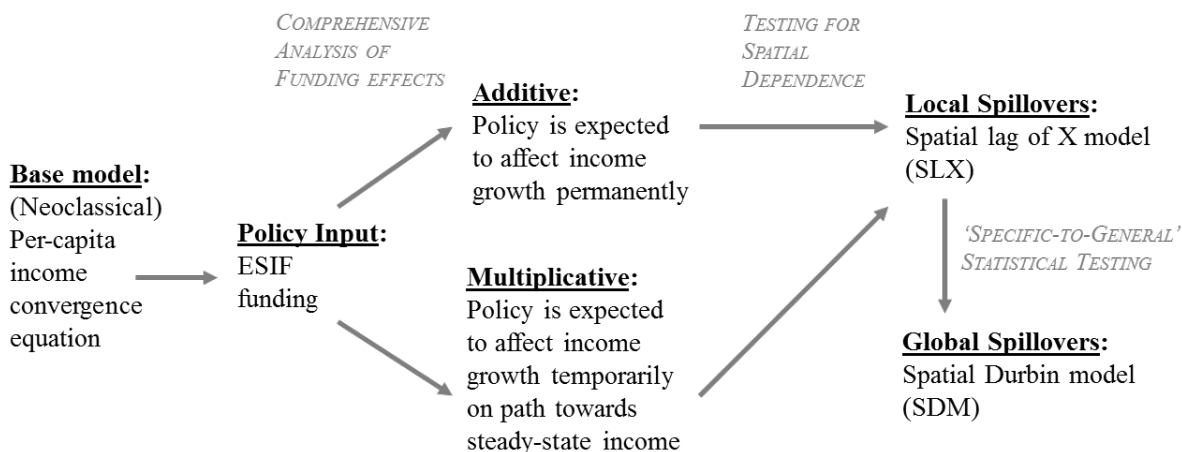 Base model:
(Neoclassical)
Per-capita
income
convergence
equation
Policy Input:
ESIF
funding
COMPREHENSIVE
ANALYSIS OF
FUNDING EFFECTS
Additive:
Policy is expected
to affect income
growth permanently
Multiplicative:
Policy is expected
to affect income
growth temporarily
on path towards
steady-state income
TESTING FOR
SPATIAL
DEPENDENCE
Local Spillovers:
Spatial lag of X model
(SLX)
‘SPECIFIC-TO-GENERAL’
STATISTICAL TESTING
Global Spillovers:
Spatial Durbin model
(SDM)